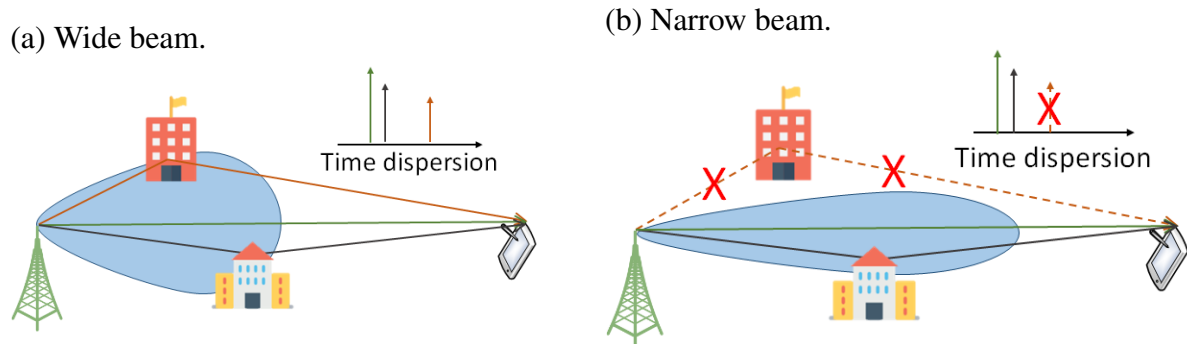 (a) Wide beam.
Time dispersion
(b) Narrow beam.
X
Time dispersion
X
X